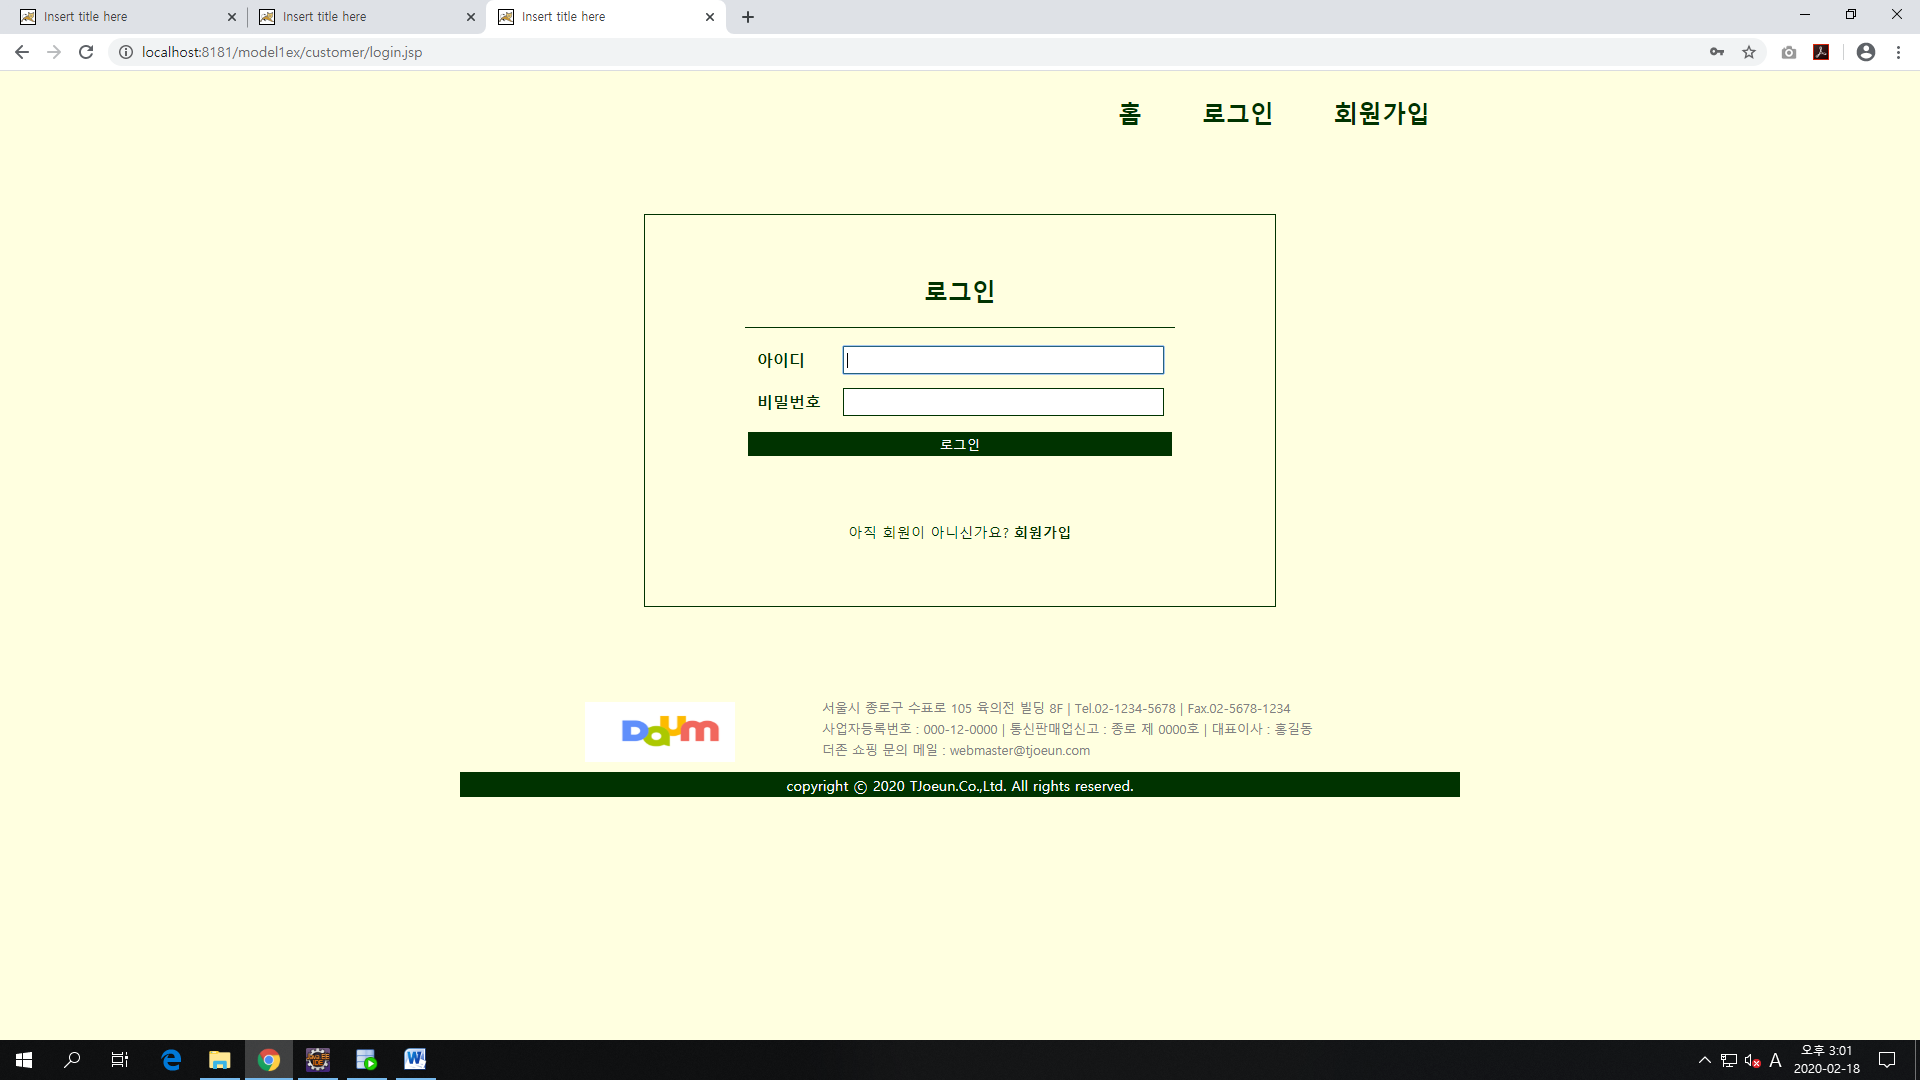 Insert title here
Insert title here
Insert title here
localhost:8181/model1ex/customer/login.jsp
홈 로그인 회원가입
로그인
아이디
비밀번호
로그인
아직 회원이 아니신가요? 회원가입
Daum
서울시 종로구 수표로 105 육의전 빌딩 8F | Tel.02-1234-5678 | Fax.02-5678-1234
사업자등록번호 : 000-12-0000 | 통신판매업신고 : 종로 제 0000호 | 대표이사 : 홍길동
더존 쇼핑 문의 메일 : webmaster@tjoeun.com
copyright ⓒ 2020 TJoeun.Co.,Ltd. All rights reserved.
A
오후 3:01
2020-02-18